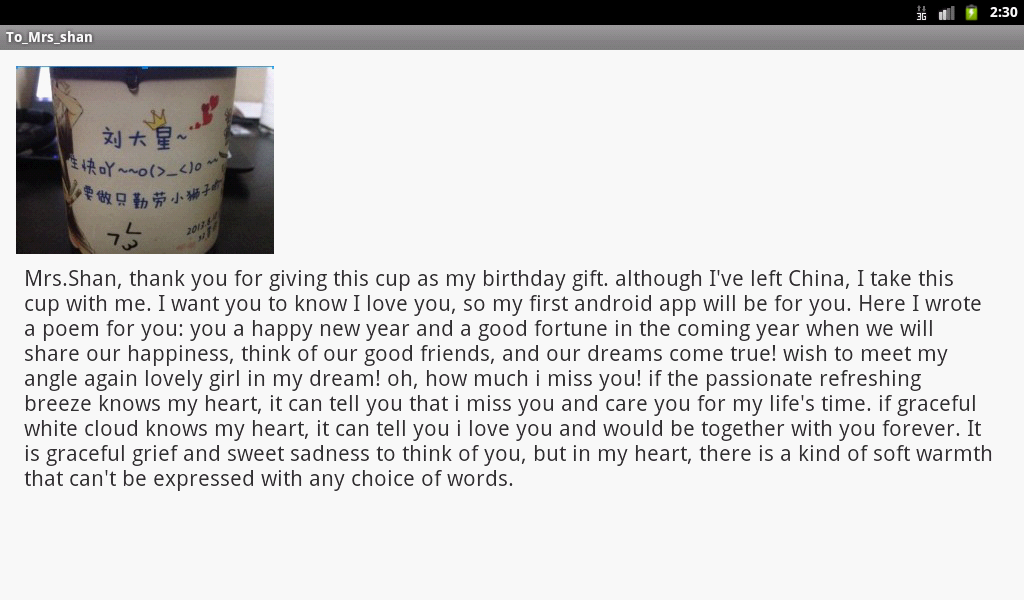 3G
2:30
To_Mrs_shan
刘大星~
生快吖~~o(>_<)o ~~
要做只勤劳小狮子
Mrs.Shan, thank you for giving this cup as my birthday gift. although I've left China, I take this
cup with me. I want you to know I love you, so my first android app will be for you. Here I wrote
a poem for you: you a happy new year and a good fortune in the coming year when we will
share our happiness, think of our good friends, and our dreams come true! wish to meet my
angle again lovely girl in my dream! oh, how much i miss you! if the passionate refreshing
breeze knows my heart, it can tell you that i miss you and care you for my life's time. if graceful
white cloud knows my heart, it can tell you i love you and would be together with you forever. It
is graceful grief and sweet sadness to think of you, but in my heart, there is a kind of soft warmth
that can't be expressed with any choice of words.